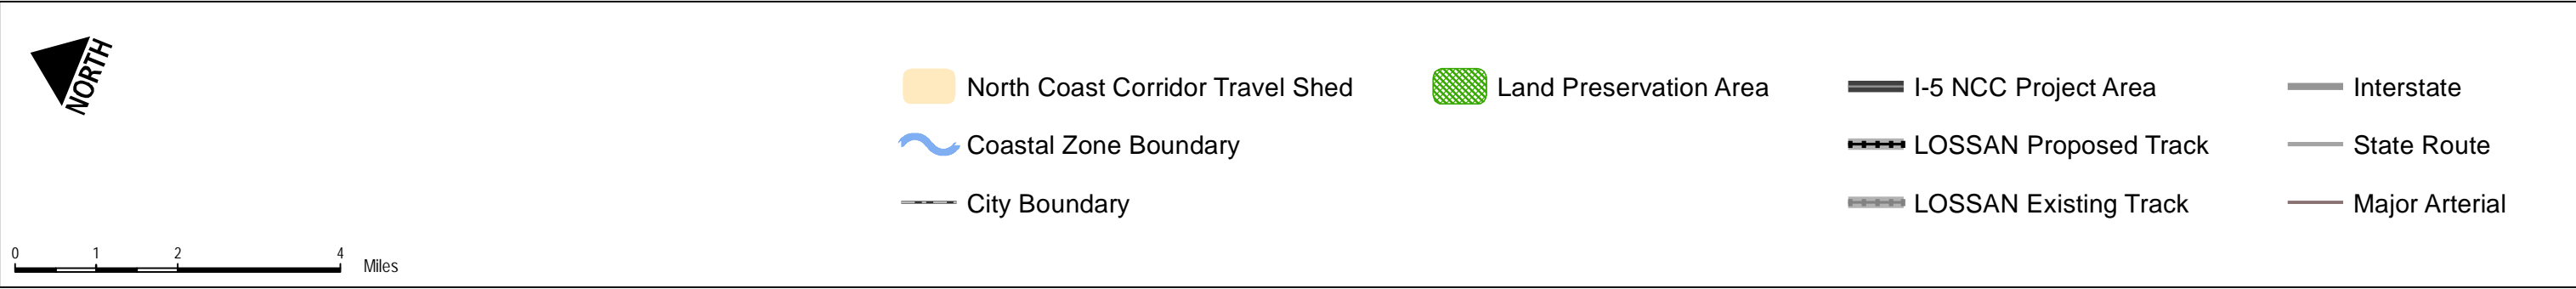 NORTH
North Coast Corridor Travel Shed
Coastal Zone Boundary
City Boundary
Land Preservation Area
I-5 NCC Project Area
LOSSAN Proposed Track
LOSSAN Existing Track
Interstate
State Route
Major Arterial
0 1 2 4 Miles